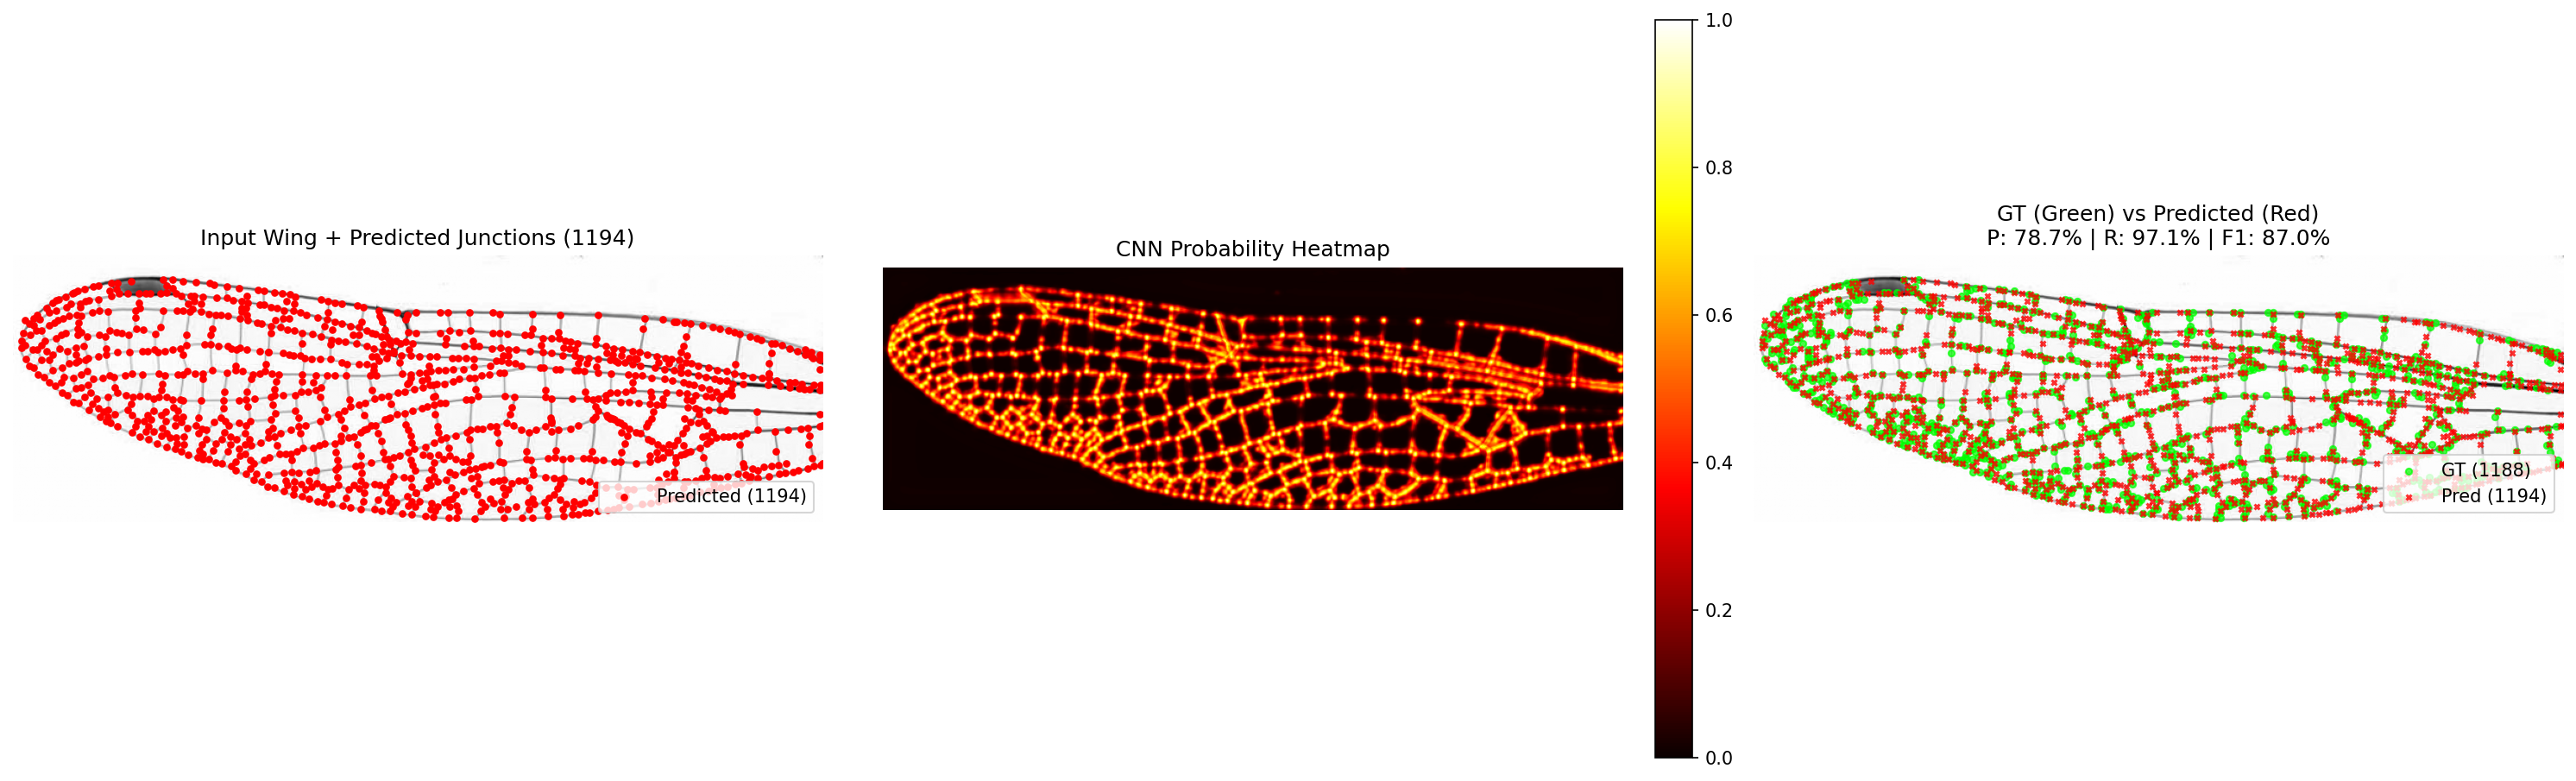 Input Wing + Predicted Junctions (1194)
Predicted (1194)
CNN Probability Heatmap
1.0
0.8
0.6
0.4
0.2
0.0
GT (Green) vs Predicted (Red)
P: 78.7% | R: 97.1% | F1: 87.0%
GT (1188)
Pred (1194)